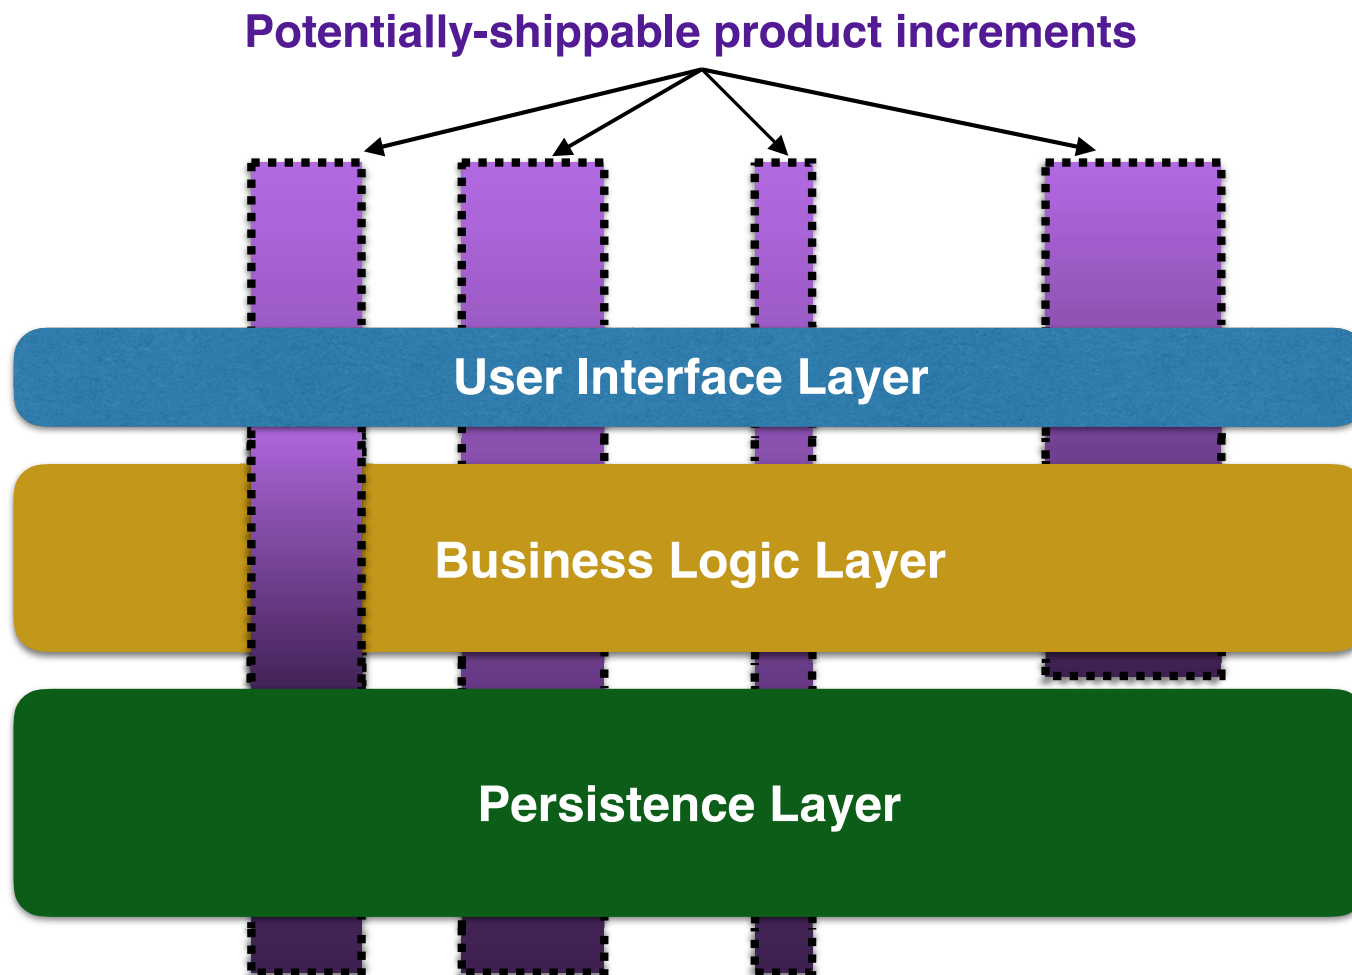 Potentially-shippable product increments
User Interface Layer
Business Logic Layer
Persistence Layer